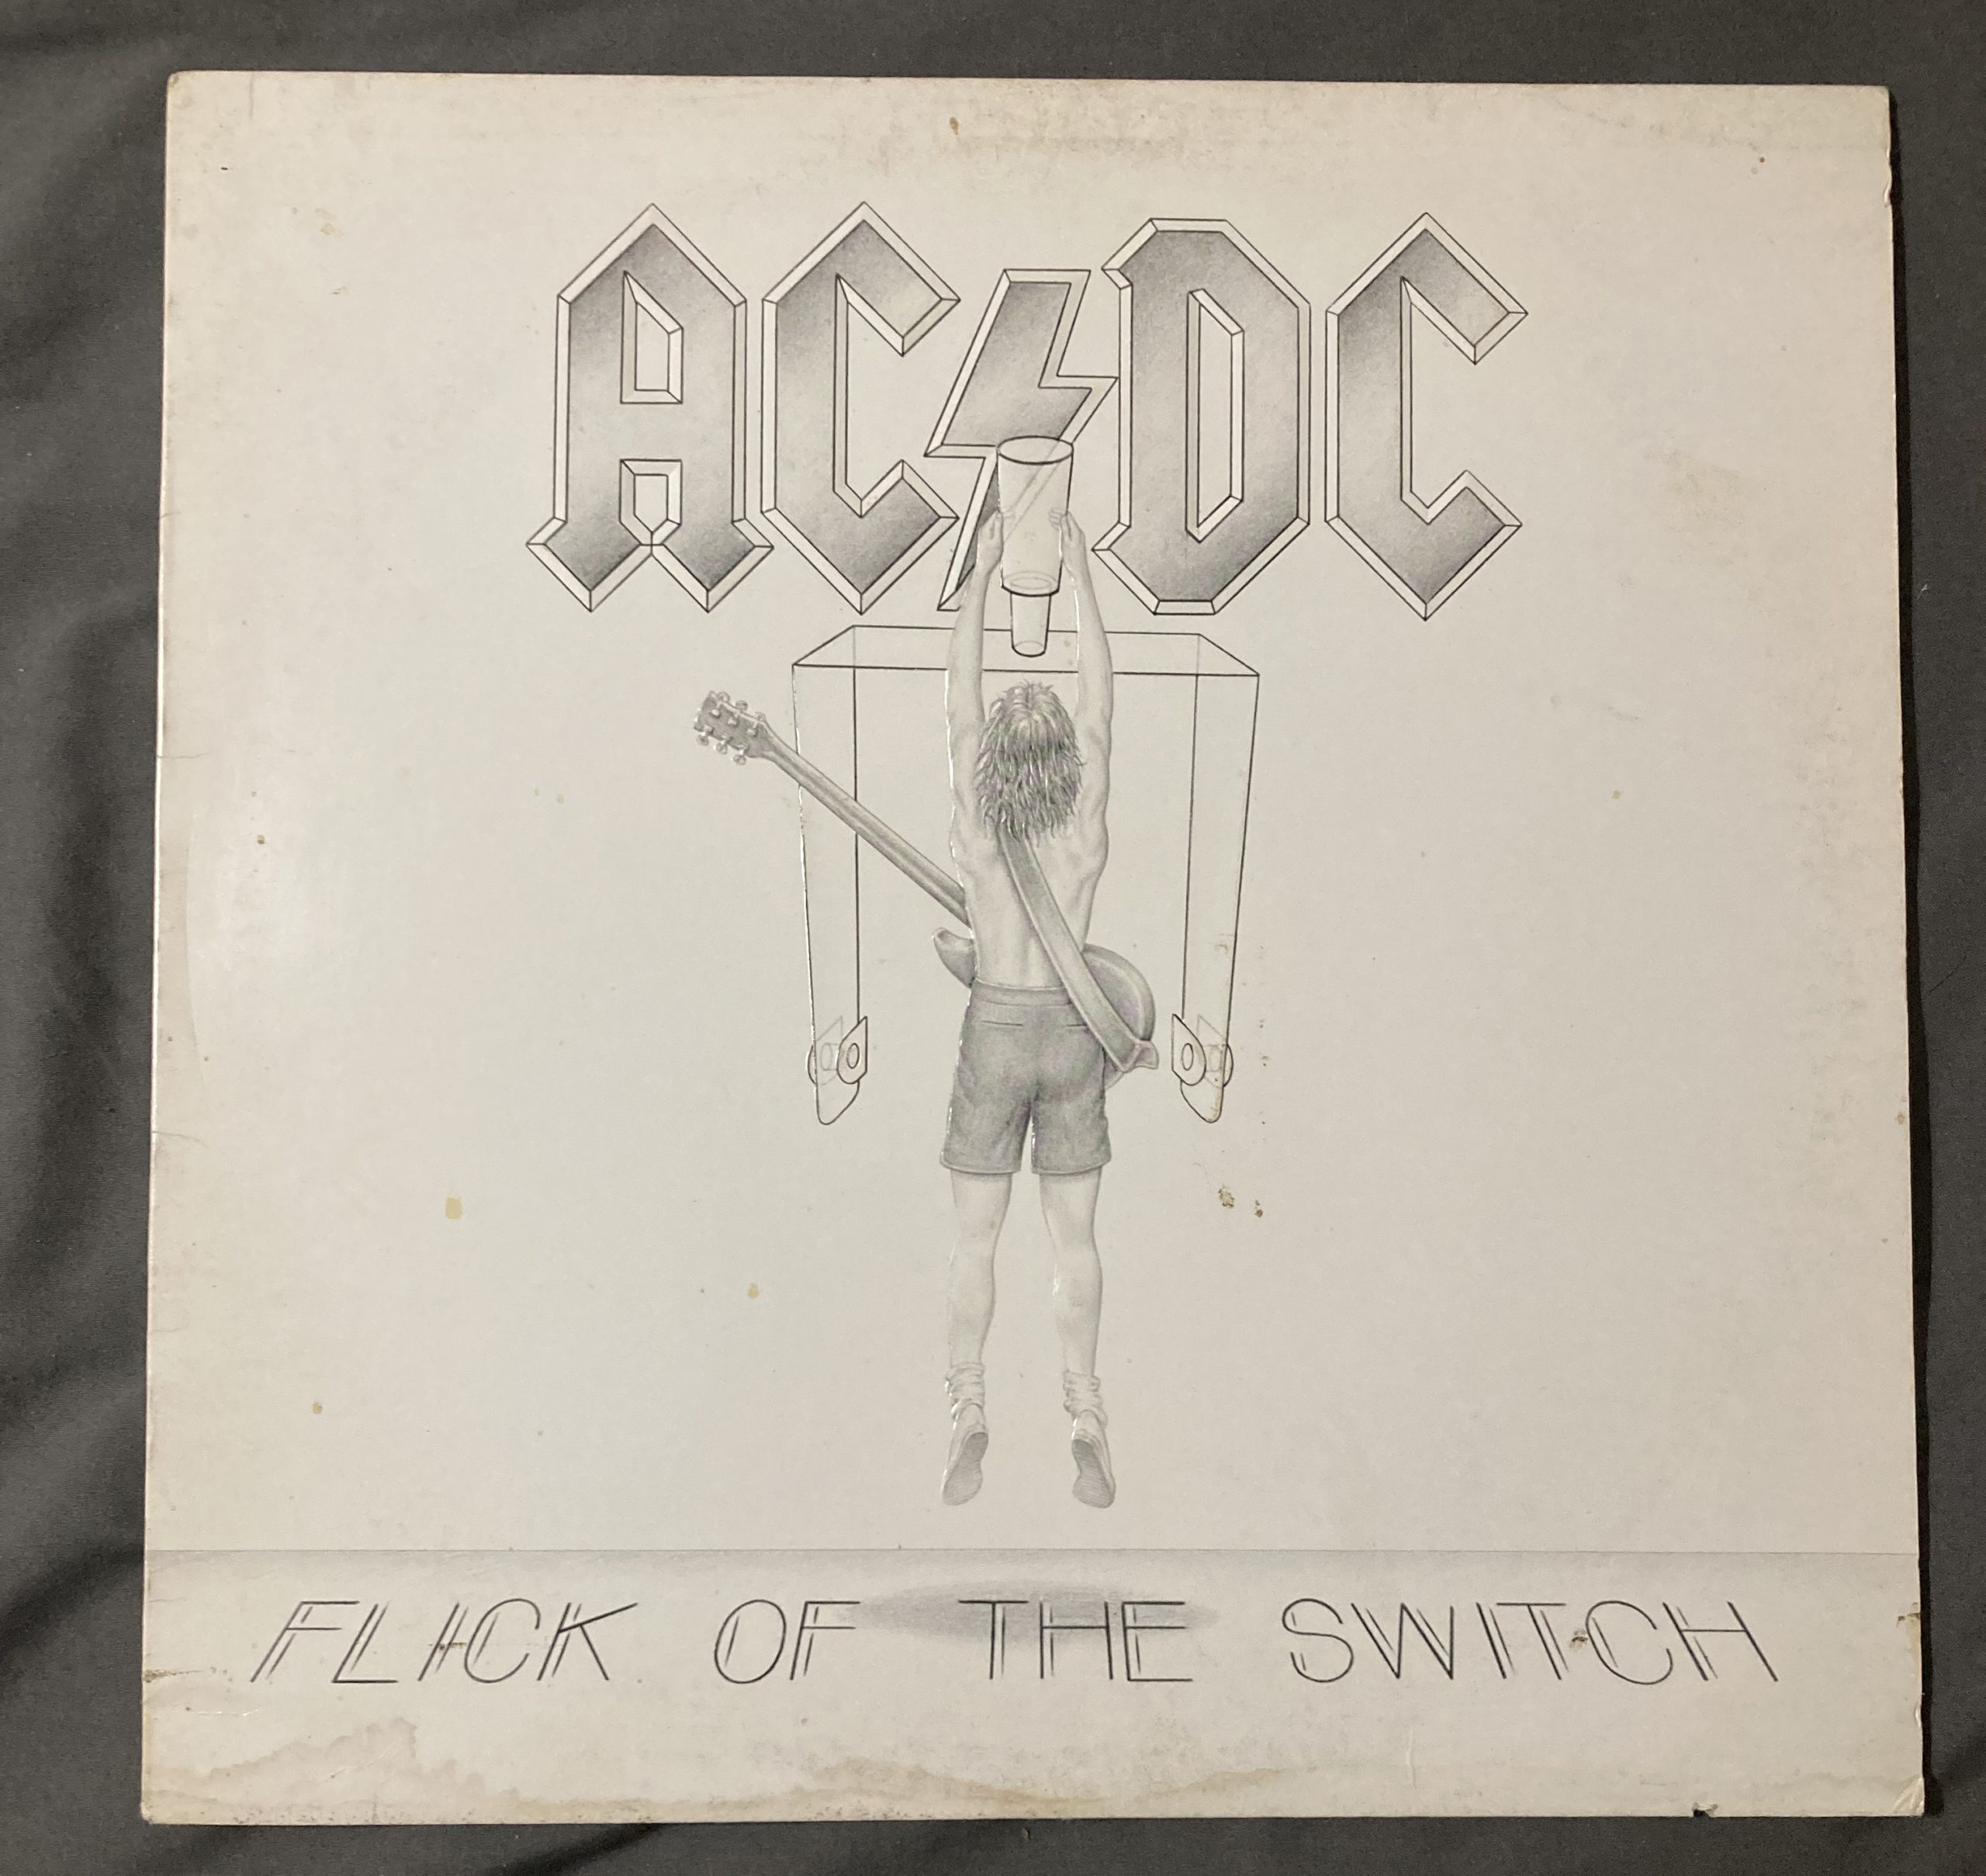 AC⚡DC
FLICK OF THE SWITCH